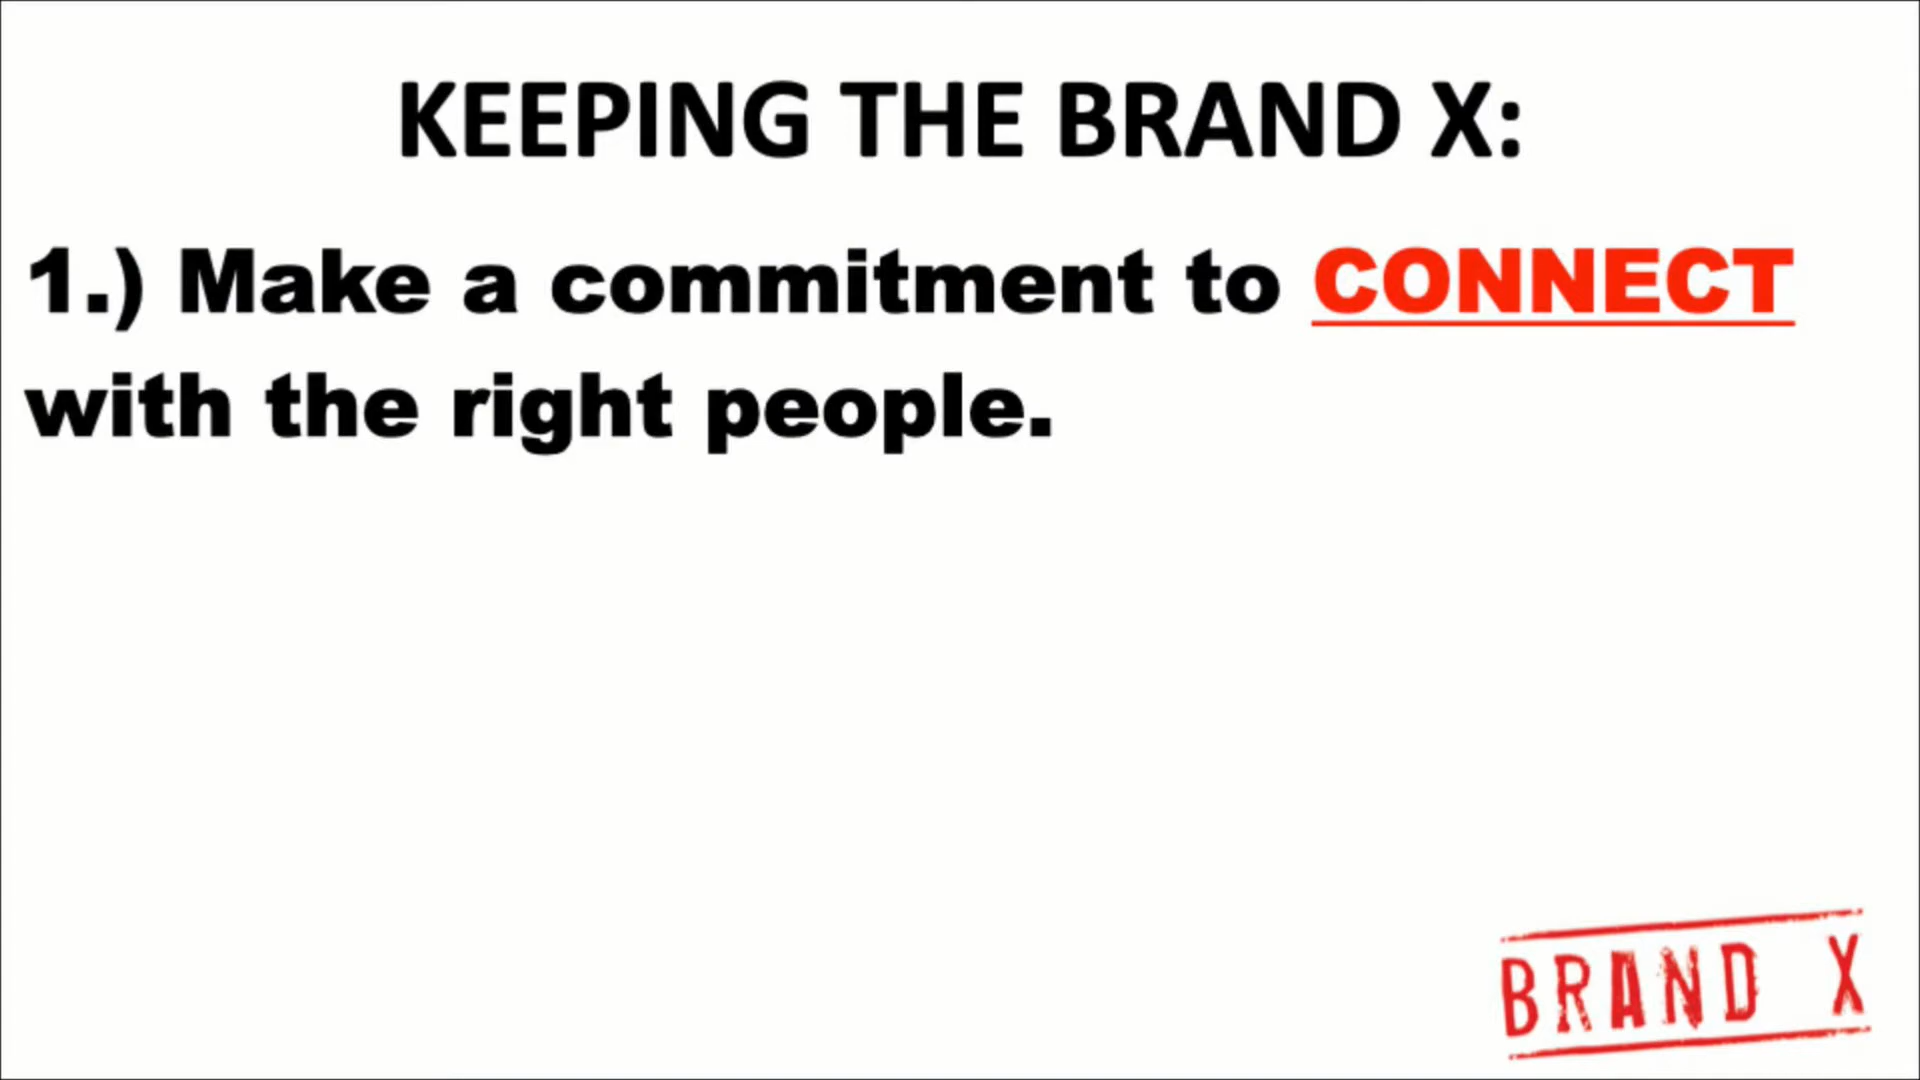 KEEPING THE BRAND X:
1.) Make a commitment to CONNECT
with the right people.
BRAND X